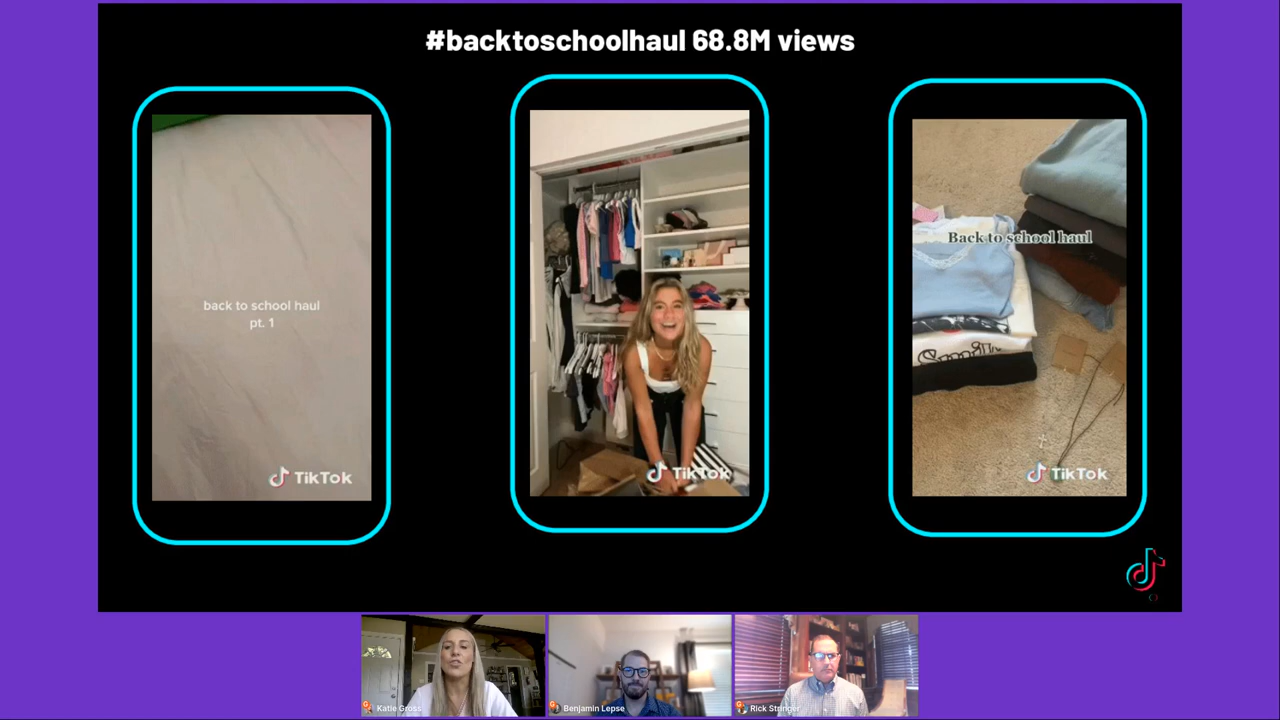 #backtoschoolhaul 68.8M views
back to school haul
pt. 1
TikTok
TikTok
Back to school haul
TikTok
Katie Gross
Benjamin Lepse
Rick Stringer